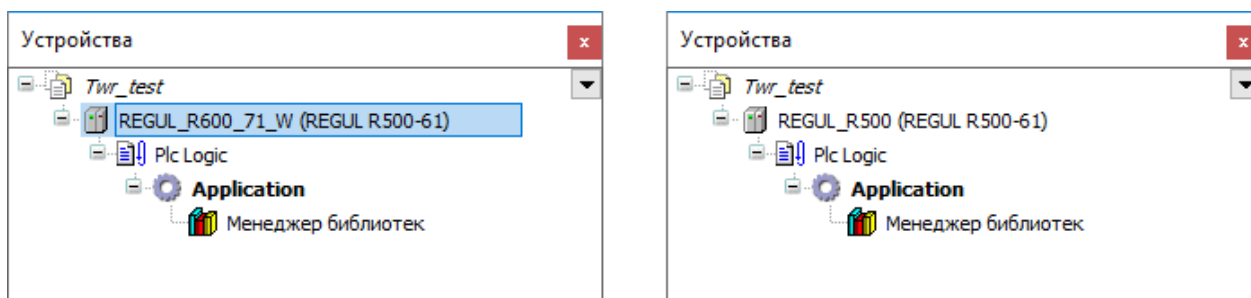 Устройства
x
Twr_test
REGUL_R600_71_W (REGUL R500-61)
Plc Logic
Application
Менеджер библиотек
Устройства
x
Twr_test
REGUL_R500 (REGUL R500-61)
Plc Logic
Application
Менеджер библиотек